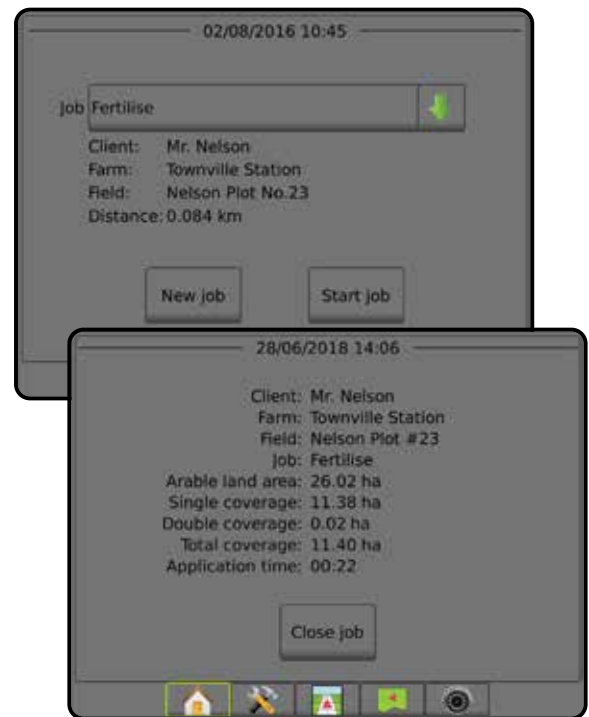 02/08/2016 10:45
Job Fertilise
Client: Mr. Nelson
Farm: Townville Station
Field: Nelson Plot No.23
Distance: 0.084 km
New job Start job
28/06/2018 14:06
Client: Mr. Nelson
Farm: Townville Station
Field: Nelson Plot #23
Job: Fertilise
Arable land area: 26.02 ha
Single coverage: 11.38 ha
Double coverage: 0.02 ha
Total coverage: 11.40 ha
Application time: 00:22
Close job